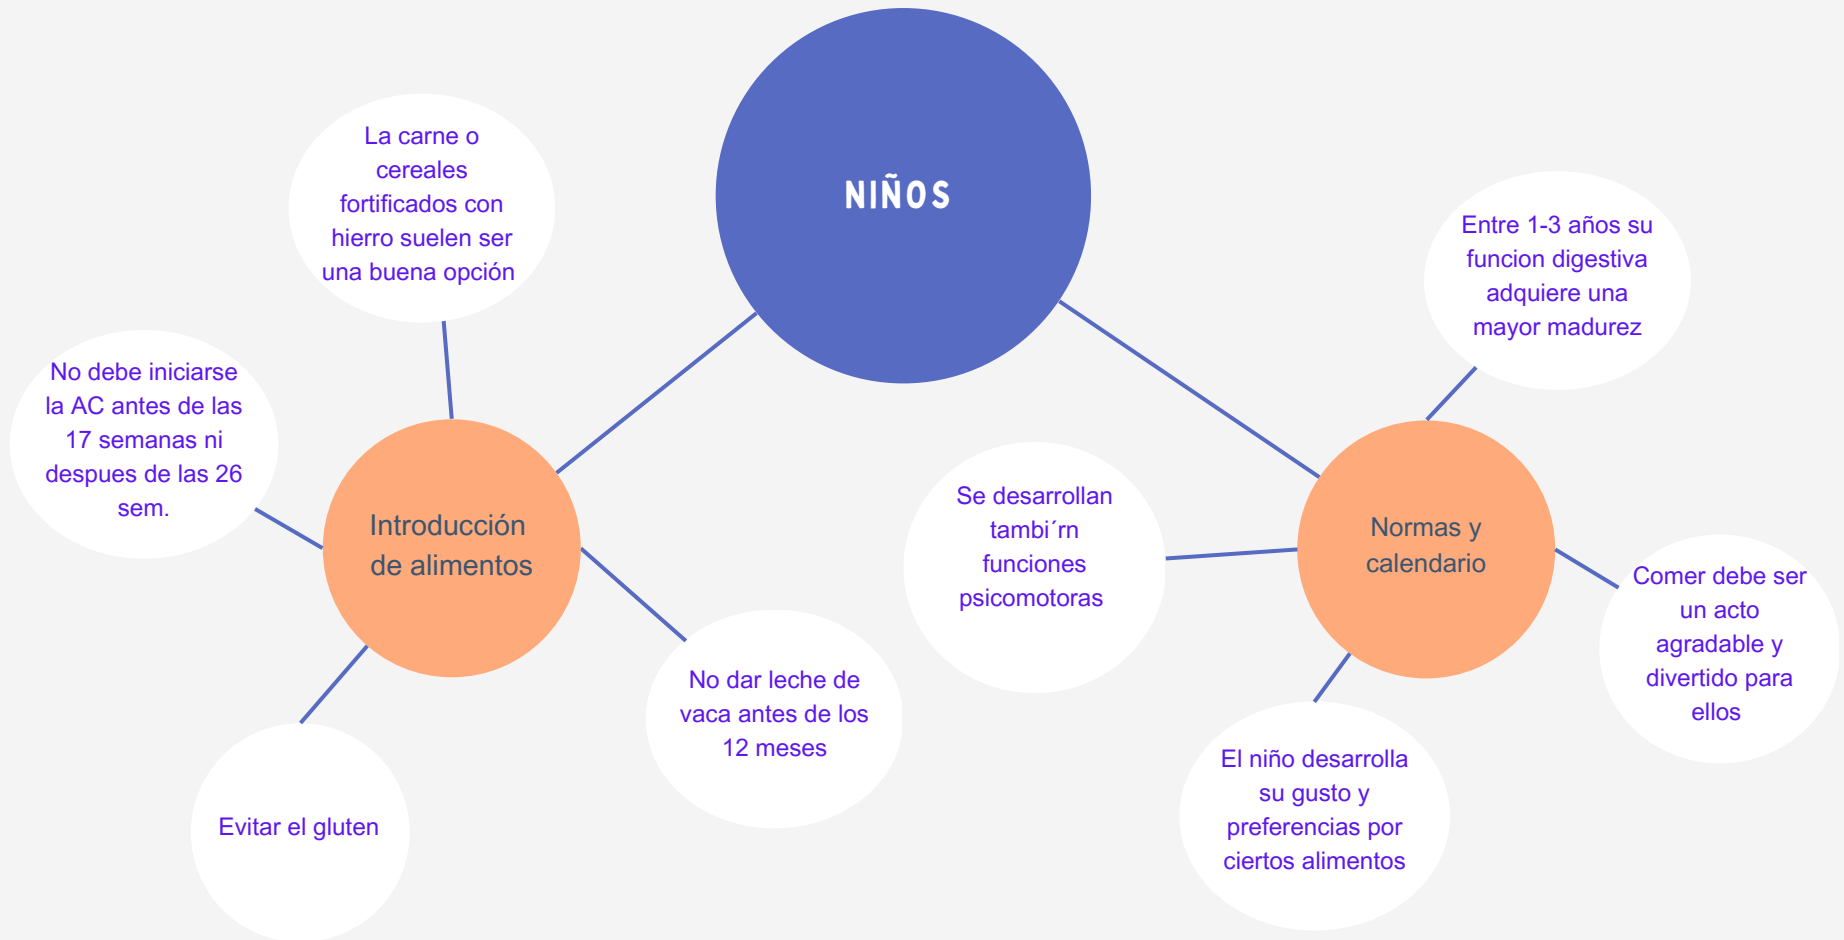 NIÑOS
La carne o
cereales
fortificados con
hierro suelen ser
una buena opción
No debe iniciarse
la AC antes de las
17 semanas ni
despues de las 26
sem.
Introducción
de alimentos
No dar leche de
vaca antes de los
12 meses
Evitar el gluten
Entre 1-3 años su
funcion digestiva
adquiere una
mayor madurez
Se desarrollan
tambi´rn
funciones
psicomotoras
Normas y
calendario
Comer debe ser
un acto
agradable y
divertido para
ellos
El niño desarrolla
su gusto y
preferencias por
ciertos alimentos